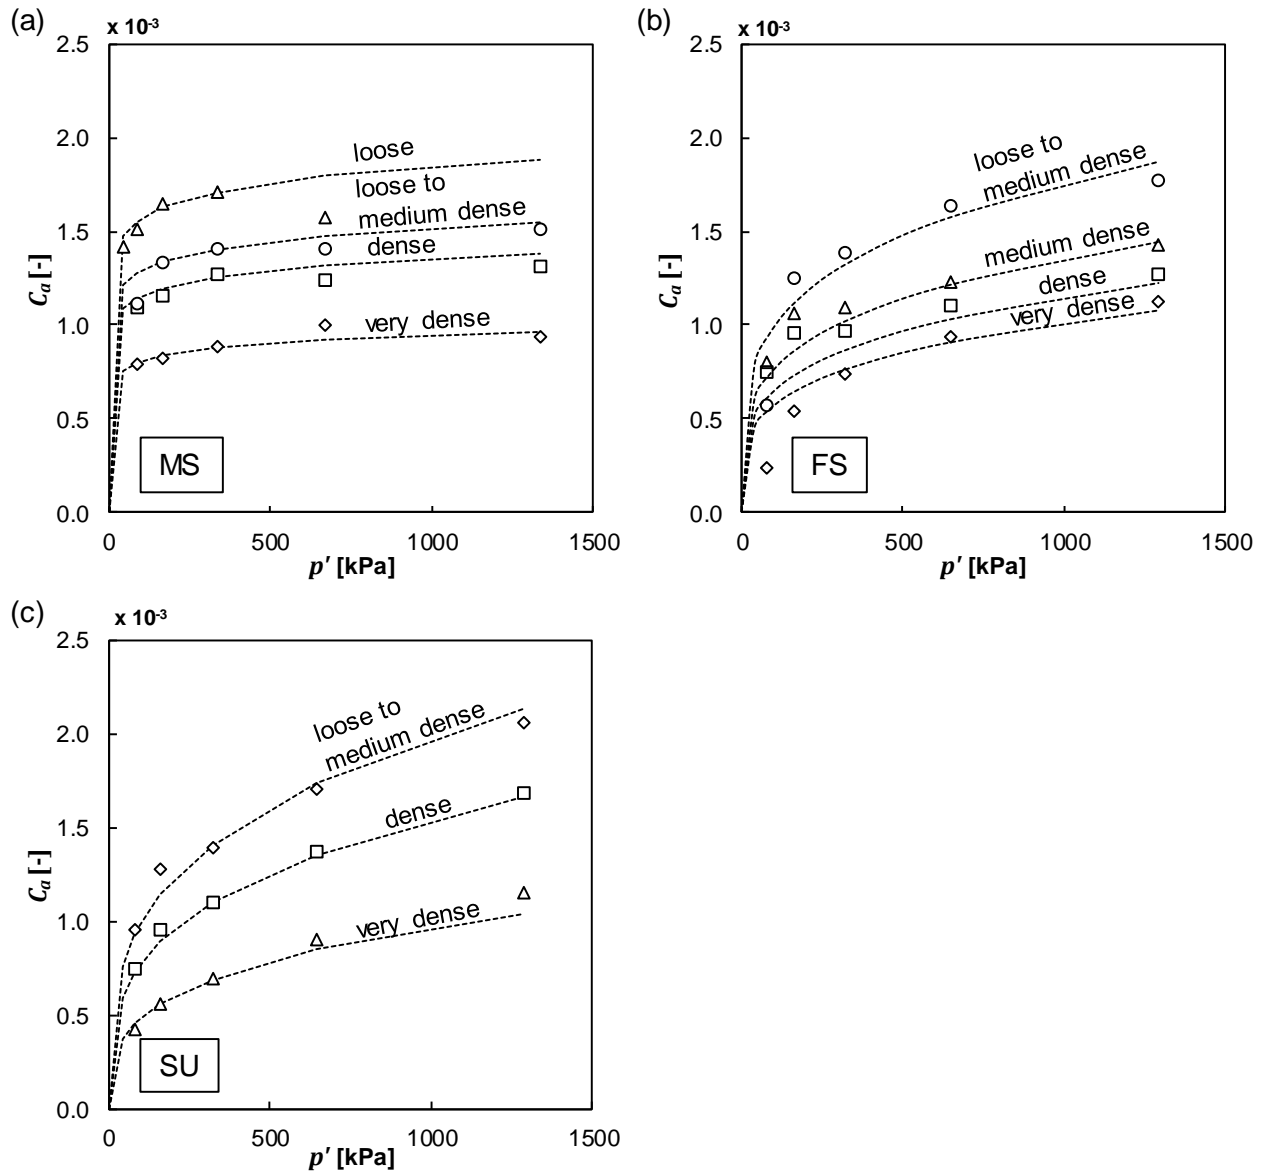 (a)
x 10-3
2.5
2.0
1.5
1.0
0.5
0.0
Ca [-]
loose
loose to
medium dense
dense
very dense
MS
0 500 1000 1500
p′ [kPa]
(b)
x 10-3
2.5
2.0
1.5
1.0
0.5
0.0
Ca [-]
loose to
medium dense
medium dense
dense
very dense
FS
0 500 1000 1500
p′ [kPa]
(c)
x 10-3
2.5
2.0
1.5
1.0
0.5
0.0
Ca [-]
loose to
medium dense
dense
very dense
SU
0 500 1000 1500
p′ [kPa]